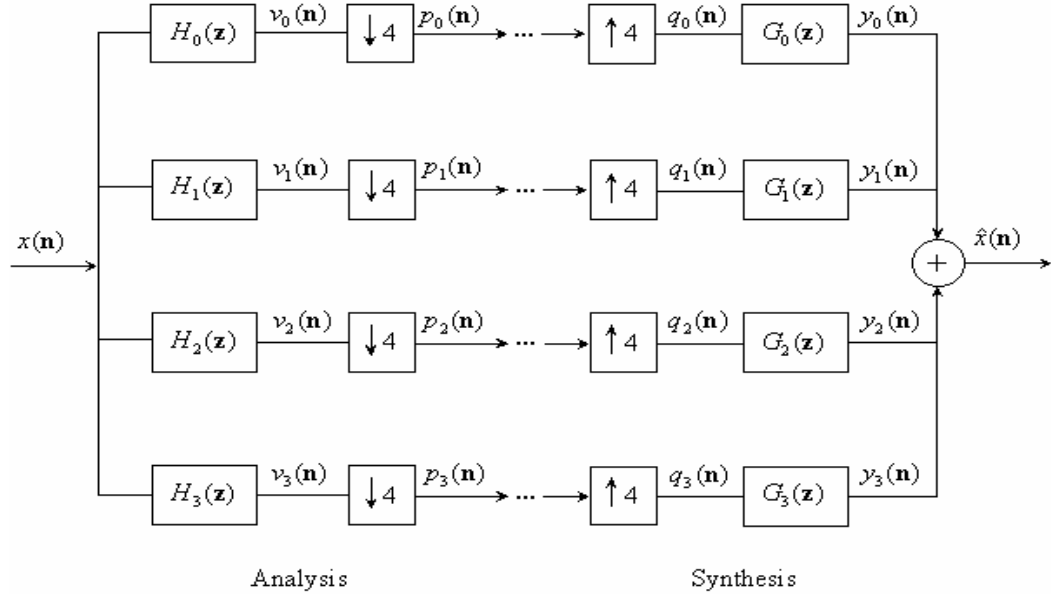 H₀(z) v₀(n) ↓4 p₀(n) ... ↑4 q₀(n) G₀(z) y₀(n)
H₁(z) v₁(n) ↓4 p₁(n) ... ↑4 q₁(n) G₁(z) y₁(n)
x(n) + x̂(n)
H₂(z) v₂(n) ↓4 p₂(n) ... ↑4 q₂(n) G₂(z) y₂(n)
H₃(z) v₃(n) ↓4 p₃(n) ... ↑4 q₃(n) G₃(z) y₃(n)
Analysis Synthesis